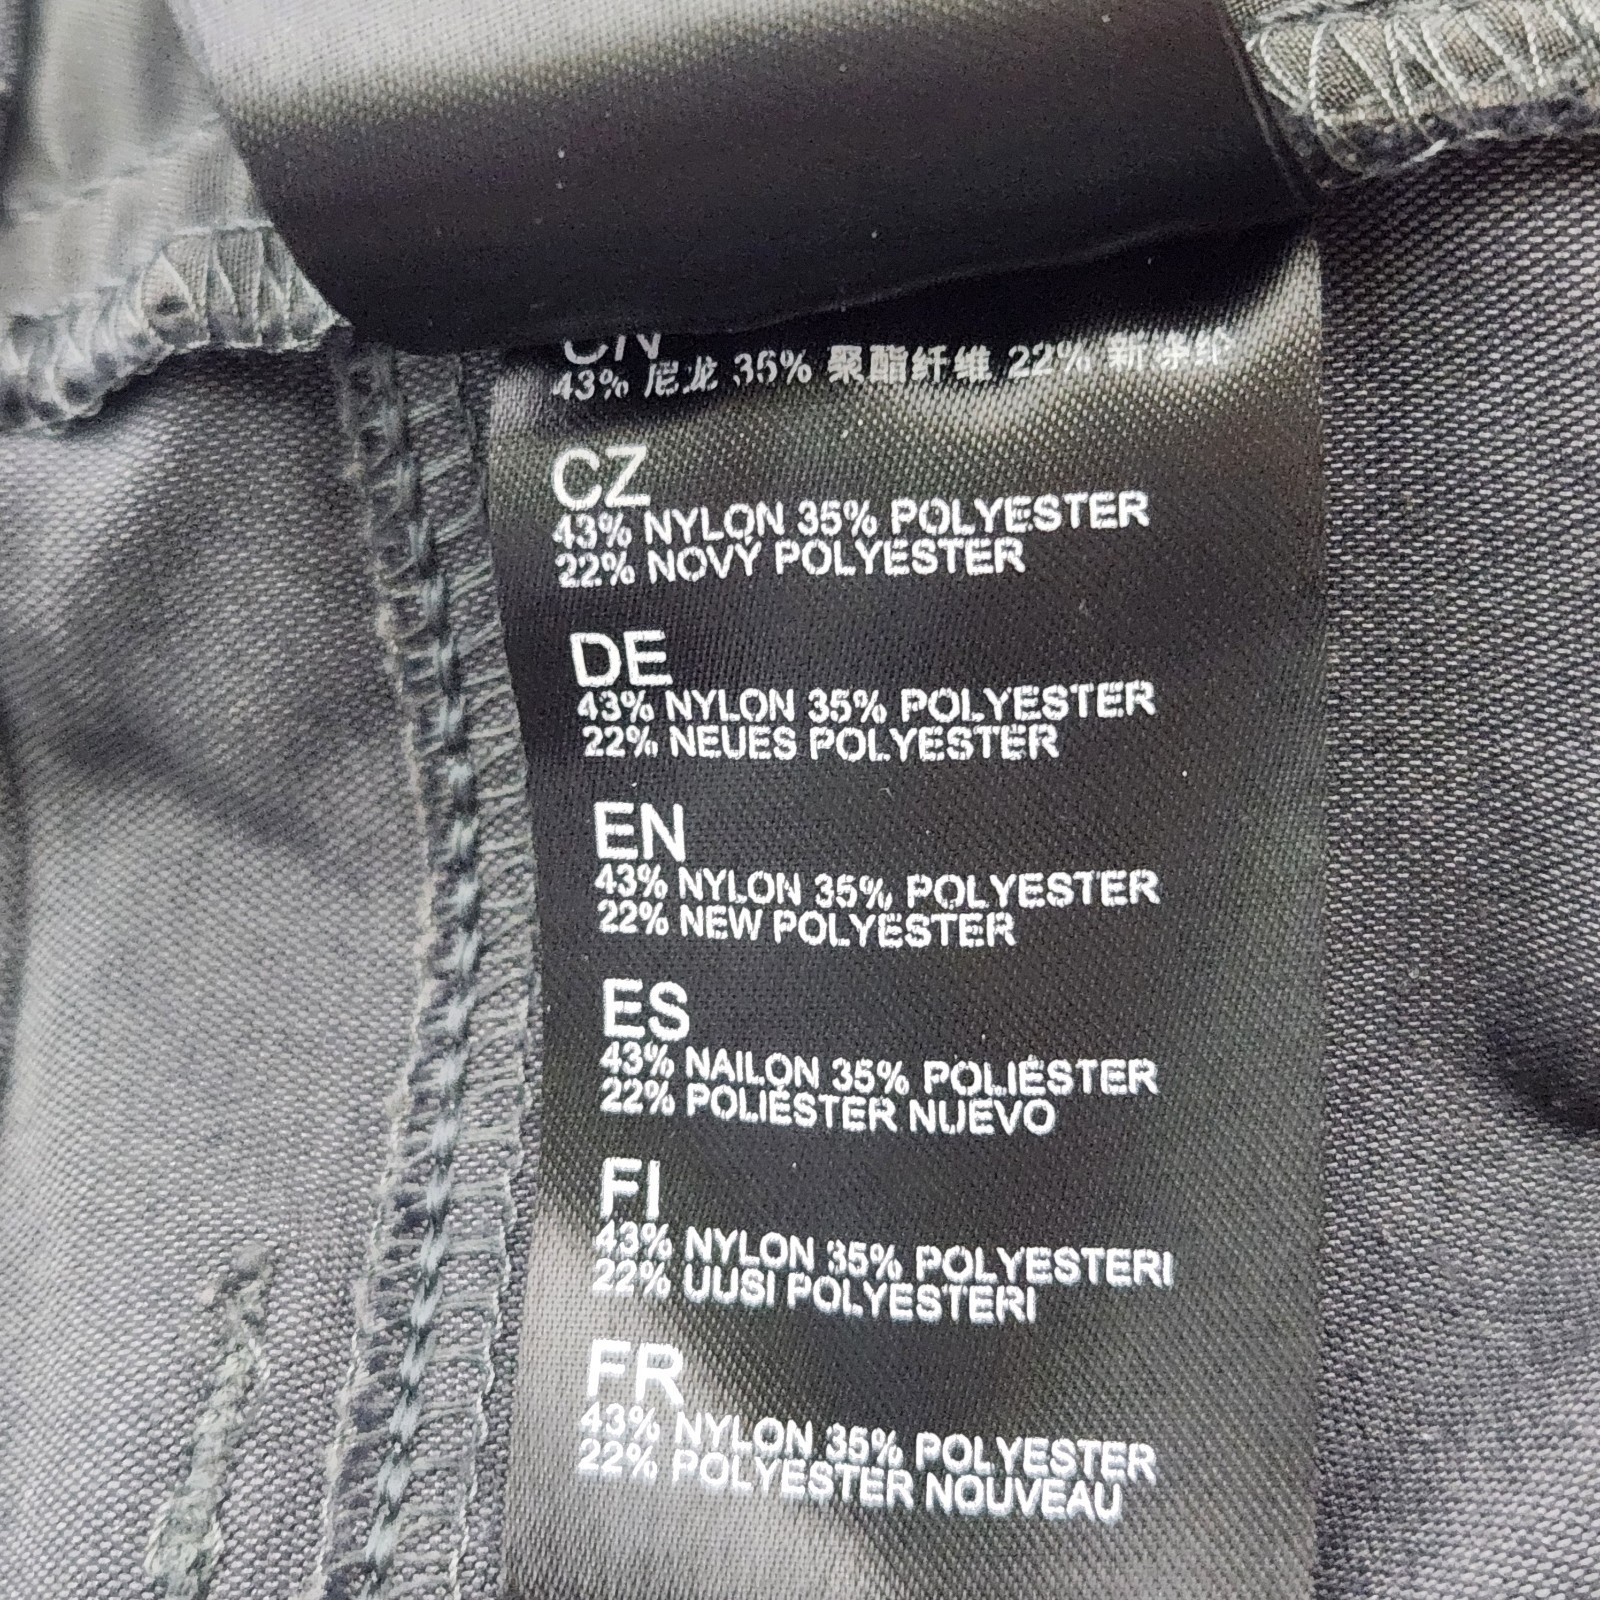 CN
43% 尼龙 35% 聚酯纤维 22% 新涤纶
CZ
43% NYLON 35% POLYESTER
22% NOVÝ POLYESTER
DE
43% NYLON 35% POLYESTER
22% NEUES POLYESTER
EN
43% NYLON 35% POLYESTER
22% NEW POLYESTER
ES
43% NAILON 35% POLIÉSTER
22% POLIÉSTER NUEVO
FI
43% NYLON 35% POLYESTERI
22% UUSI POLYESTERI
FR
43% NYLON 35% POLYESTER
22% POLYESTER NOUVEAU